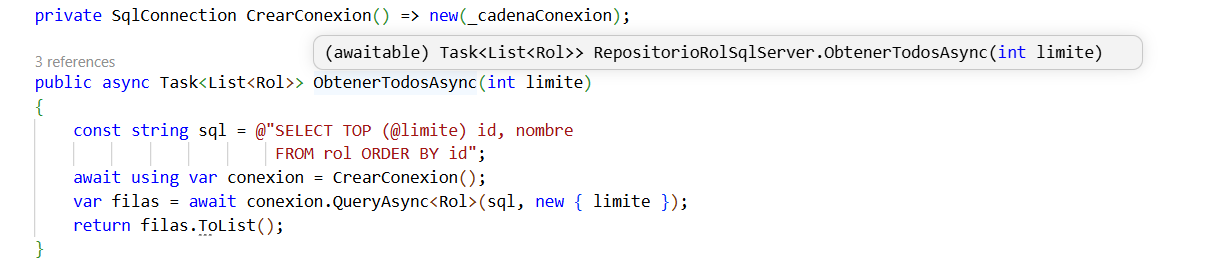 private SqlConnection CrearConexion() => new(_cadenaConexion);
(awaitable) Task<List<Rol>> RepositorioRolSqlServer.ObtenerTodosAsync(int limite)
3 references
public async Task<List<Rol>> ObtenerTodosAsync(int limite)
{
const string sql = @"SELECT TOP (@limite) id, nombre
FROM rol ORDER BY id";
await using var conexion = CrearConexion();
var filas = await conexion.QueryAsync<Rol>(sql, new { limite });
return filas.ToList();
}